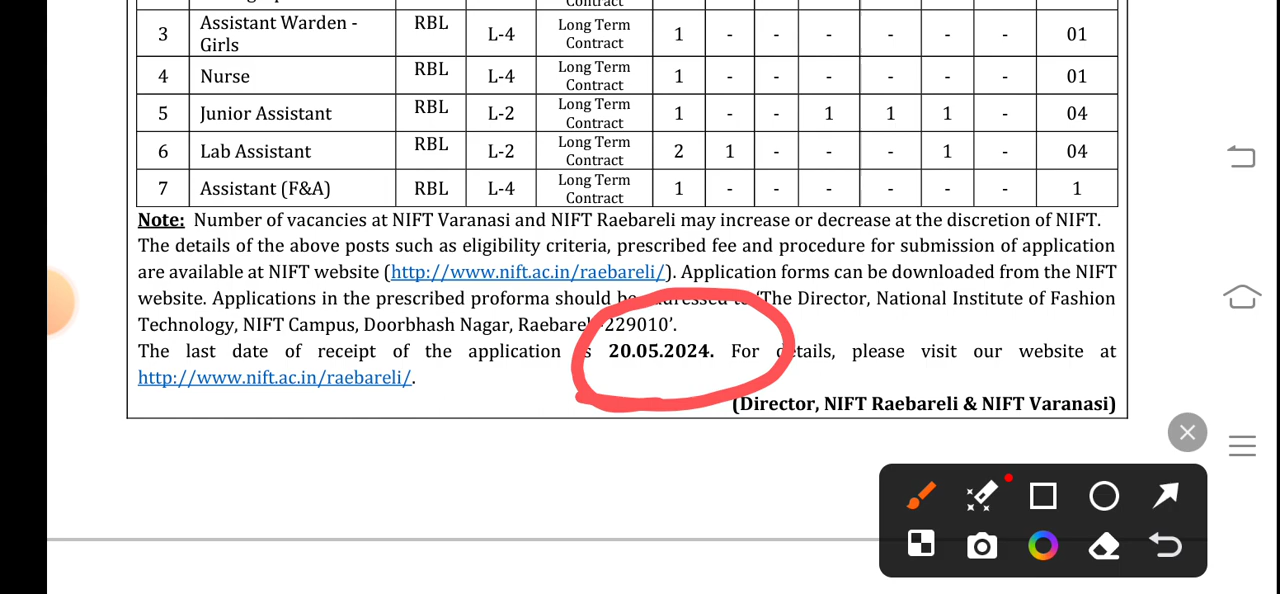 Contract
3 Assistant Warden - Girls RBL L-4 Long Term Contract 1 - - - - - - 01
4 Nurse RBL L-4 Long Term Contract 1 - - - - - - 01
5 Junior Assistant RBL L-2 Long Term Contract 1 - - 1 1 1 - 04
6 Lab Assistant RBL L-2 Long Term Contract 2 1 - - - 1 - 04
7 Assistant (F&A) RBL L-4 Long Term Contract 1 - - - - - - 1
Note: Number of vacancies at NIFT Varanasi and NIFT Raebareli may increase or decrease at the discretion of NIFT.
The details of the above posts such as eligibility criteria, prescribed fee and procedure for submission of application
are available at NIFT website (http://www.nift.ac.in/raebareli/). Application forms can be downloaded from the NIFT
website. Applications in the prescribed proforma should be addressed to 'The Director, National Institute of Fashion
Technology, NIFT Campus, Doorbhash Nagar, Raebareli-229010'.
The last date of receipt of the application is 20.05.2024. For details, please visit our website at
http://www.nift.ac.in/raebareli/.
(Director, NIFT Raebareli & NIFT Varanasi)